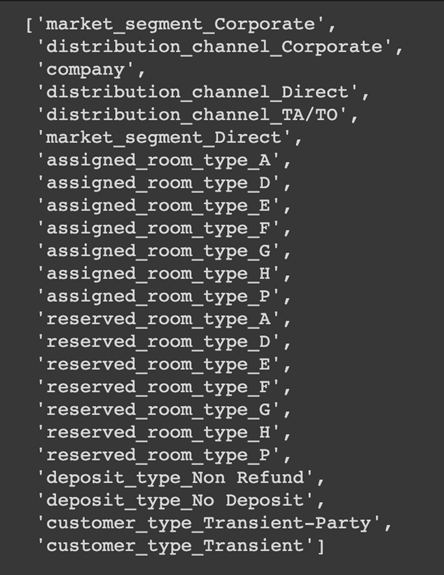 ['market_segment_Corporate',
'distribution_channel_Corporate',
'company',
'distribution_channel_Direct',
'distribution_channel_TA/TO',
'market_segment_Direct',
'assigned_room_type_A',
'assigned_room_type_D',
'assigned_room_type_E',
'assigned_room_type_F',
'assigned_room_type_G',
'assigned_room_type_H',
'assigned_room_type_P',
'reserved_room_type_A',
'reserved_room_type_D',
'reserved_room_type_E',
'reserved_room_type_F',
'reserved_room_type_G',
'reserved_room_type_H',
'reserved_room_type_P',
'deposit_type_Non Refund',
'deposit_type_No Deposit',
'customer_type_Transient-Party',
'customer_type_Transient']